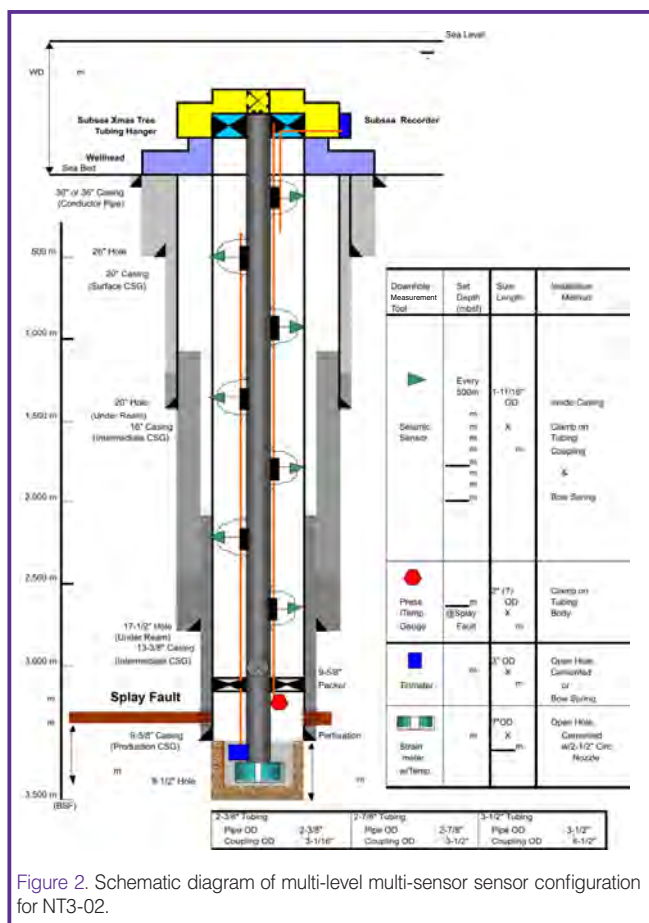 Sea Level
WD
m
Subsea Xmas Tree
Tubing Hanger
Subsea Recorder
Wellhead
Sea Bed
30" or 36" Casing
(Conductor Pipe)
500 m
26" Hole
20" Casing
(Surface CSG)
1,000 m
20" Hole
(Under Ream)
1,500 m
16" Casing
(Intermediate CSG)
2,000 m
2,500 m
17-1/2" Hole
(Under Ream)
13-3/8" Casing
(Intermediate CSG)
3,000 m
9-5/8"
Packer
m
Splay Fault
m
9-5/8" Casing
(Production CSG)
Perforation
m
8-1/2" Hole
m
3,500 m
(BSF)
Downhole
Measurement
Tool
Set
Depth
(mbsf)
Size
Length
Installation
Method
Seismic
Sensor
Every
500m
m
m
m
m
m
m
m
m
1-11/16"
OD
X
m
Inside Casing
Clamp on
Tubing
Coupling
&
Bow Spring
Press
/Temp.
Gauge
m
@Splay
Fault
2" (?)
OD
X
m
Clamp on
Tubing
Body
Tiltmeter
m
3" OD
X
m
Open Hole,
Cemented
or
Bow Spring
Strain
meter
w/Temp.
m
7"OD
X
m
Open Hole,
Cemented
w/2-1/2" Circ.
Nozzle
2-3/8" Tubing
Pipe OD 2-3/8"
Coupling OD 3-1/16"
2-7/8" Tubing
Pipe OD 2-7/8"
Coupling OD 3-1/2"
3-1/2" Tubing
Pipe OD 3-1/2"
Coupling OD 4-1/2"
Figure 2. Schematic diagram of multi-level multi-sensor sensor configuration
for NT3-02.